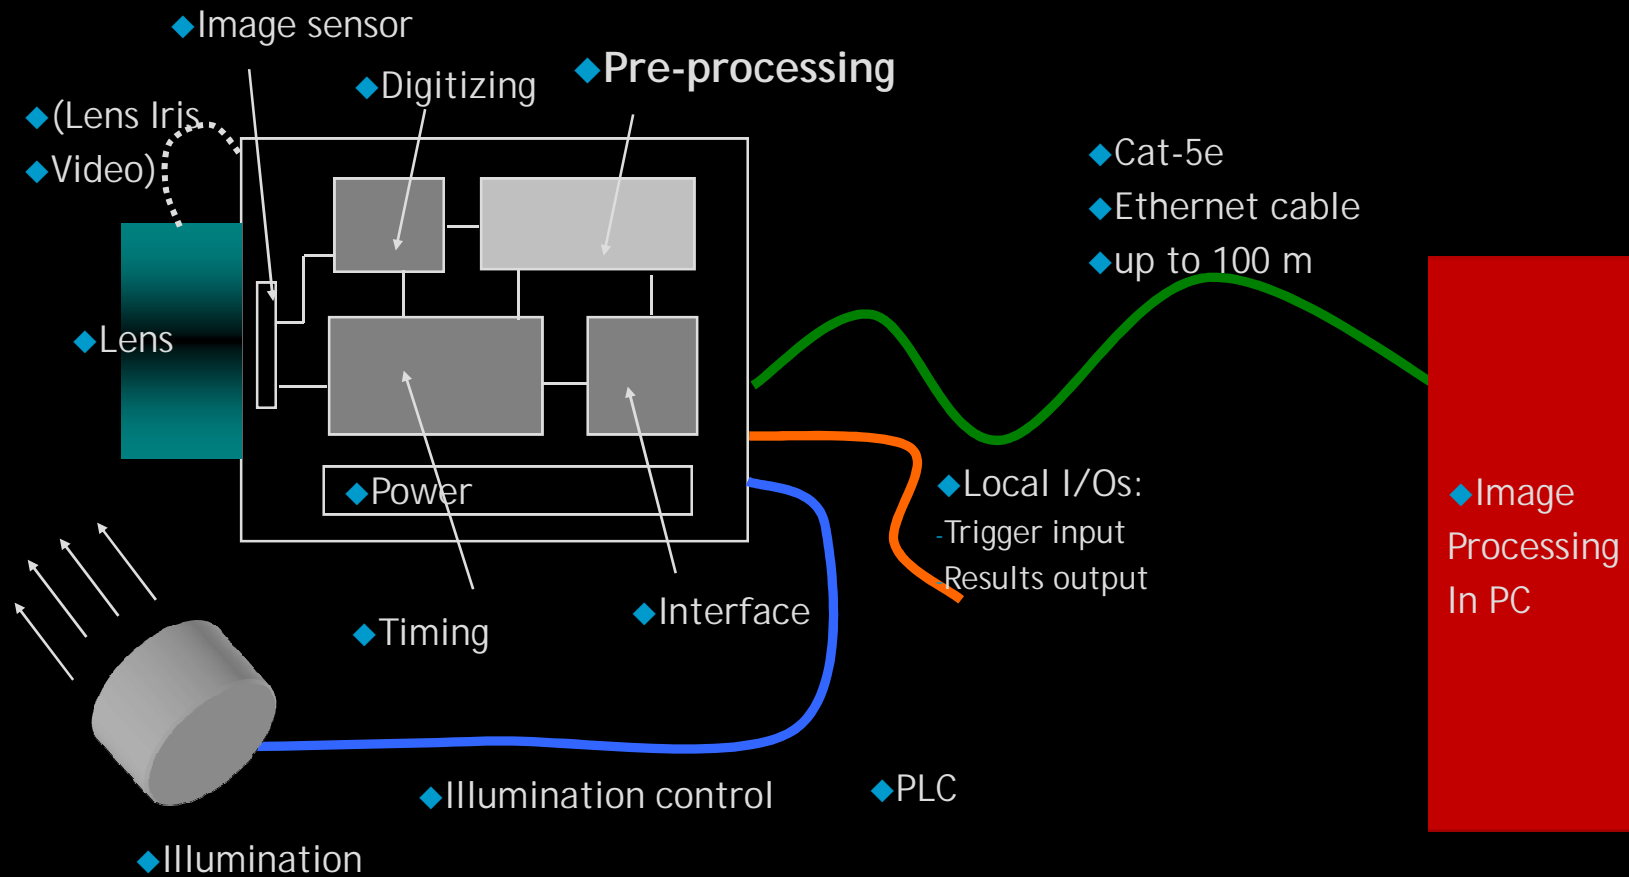 ◆Image sensor
◆Digitizing
◆Pre-processing
◆(Lens Iris
◆Video)
◆Cat-5e
◆Ethernet cable
◆up to 100 m
◆Lens
◆Power
◆Local I/Os:
-Trigger input
-Results output
◆Image
Processing
In PC
◆Timing
◆Interface
◆Illumination control
◆PLC
◆Illumination